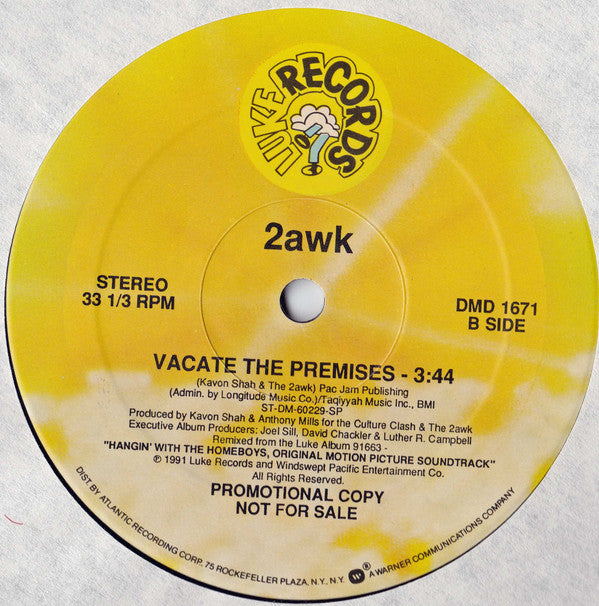 LUKE RECORDS
2awk
STEREO
33 1/3 RPM
DMD 1671
B SIDE
VACATE THE PREMISES - 3:44
(Kavon Shah & The 2awk) Pac Jam Publishing
(Admin. by Longitude Music Co.)/Taqiyyah Music Inc., BMI
ST-DM-60229-SP
Produced by Kavon Shah & Anthony Mills for the Culture Clash & The 2awk
Executive Album Producers: Joel Sill, David Chackler & Luther R. Campbell
Remixed from the Luke Album 91663 -
"HANGIN' WITH THE HOMEBOYS, ORIGINAL MOTION PICTURE SOUNDTRACK"
℗ 1991 Luke Records and Windswept Pacific Entertainment Co.
All Rights Reserved.
PROMOTIONAL COPY
NOT FOR SALE
DIST. BY ATLANTIC RECORDING CORP. 75 ROCKEFELLER PLAZA, N.Y., N.Y. W ® A WARNER COMMUNICATIONS COMPANY